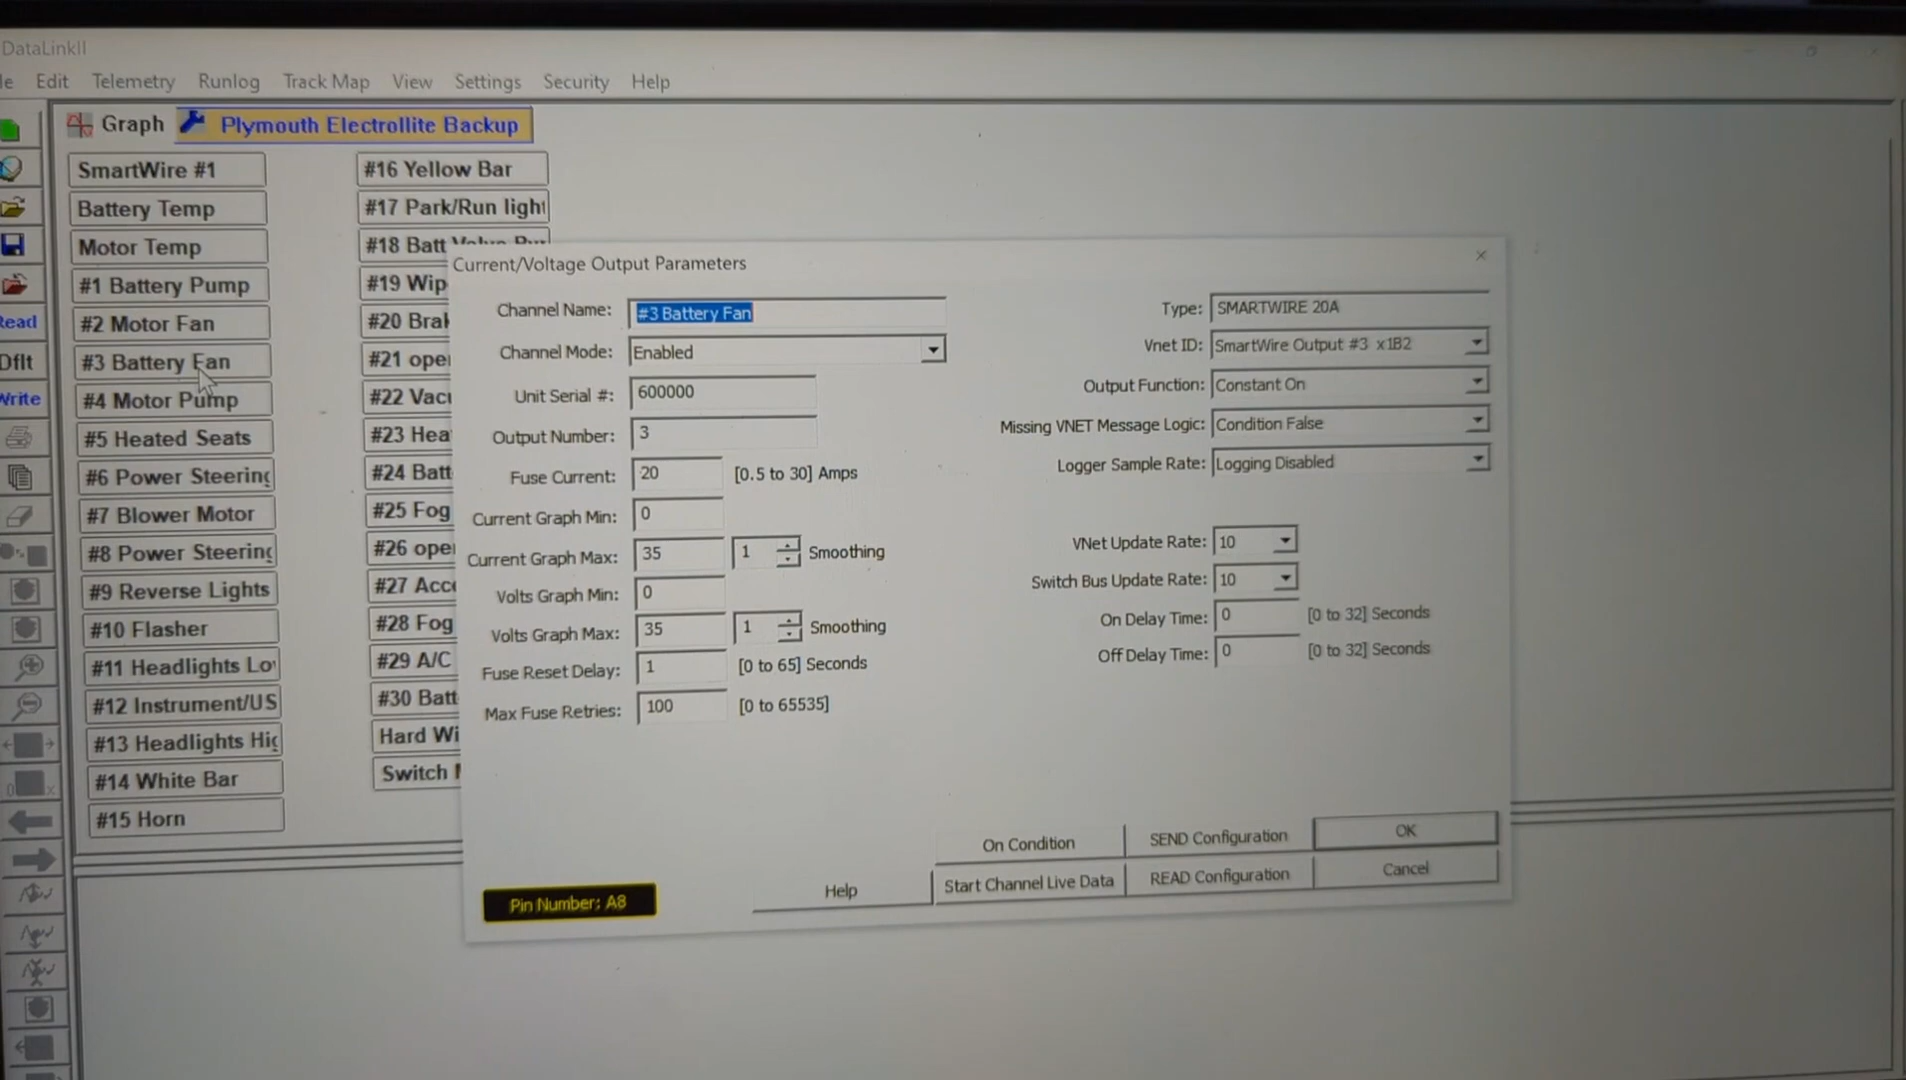 DataLinkII
le Edit Telemetry Runlog Track Map View Settings Security Help
Graph Plymouth Electrollite Backup
SmartWire #1
Battery Temp
Motor Temp
#1 Battery Pump
#2 Motor Fan
#3 Battery Fan
#4 Motor Pump
#5 Heated Seats
#6 Power Steering
#7 Blower Motor
#8 Power Steering
#9 Reverse Lights
#10 Flasher
#11 Headlights Lo
#12 Instrument/US
#13 Headlights Hig
#14 White Bar
#15 Horn
#16 Yellow Bar
#17 Park/Run light
#18 Batt
#19 Wip
#20 Brak
#21 ope
#22 Vacu
#23 Hea
#24 Batt
#25 Fog
#26 ope
#27 Acce
#28 Fog
#29 A/C
#30 Batt
Hard Wi
Switch
Read
Dflt
Write
Current/Voltage Output Parameters
Channel Name: #3 Battery Fan
Channel Mode: Enabled
Unit Serial #: 600000
Output Number: 3
Fuse Current: 20 [0.5 to 30] Amps
Current Graph Min: 0
Current Graph Max: 35 1 Smoothing
Volts Graph Min: 0
Volts Graph Max: 35 1 Smoothing
Fuse Reset Delay: 1 [0 to 65] Seconds
Max Fuse Retries: 100 [0 to 65535]
Type: SMARTWIRE 20A
Vnet ID: SmartWire Output #3 x1B2
Output Function: Constant On
Missing VNET Message Logic: Condition False
Logger Sample Rate: Logging Disabled
VNet Update Rate: 10
Switch Bus Update Rate: 10
On Delay Time: 0 [0 to 32] Seconds
Off Delay Time: 0 [0 to 32] Seconds
On Condition SEND Configuration OK
Pin Number: A8 Help Start Channel Live Data READ Configuration Cancel